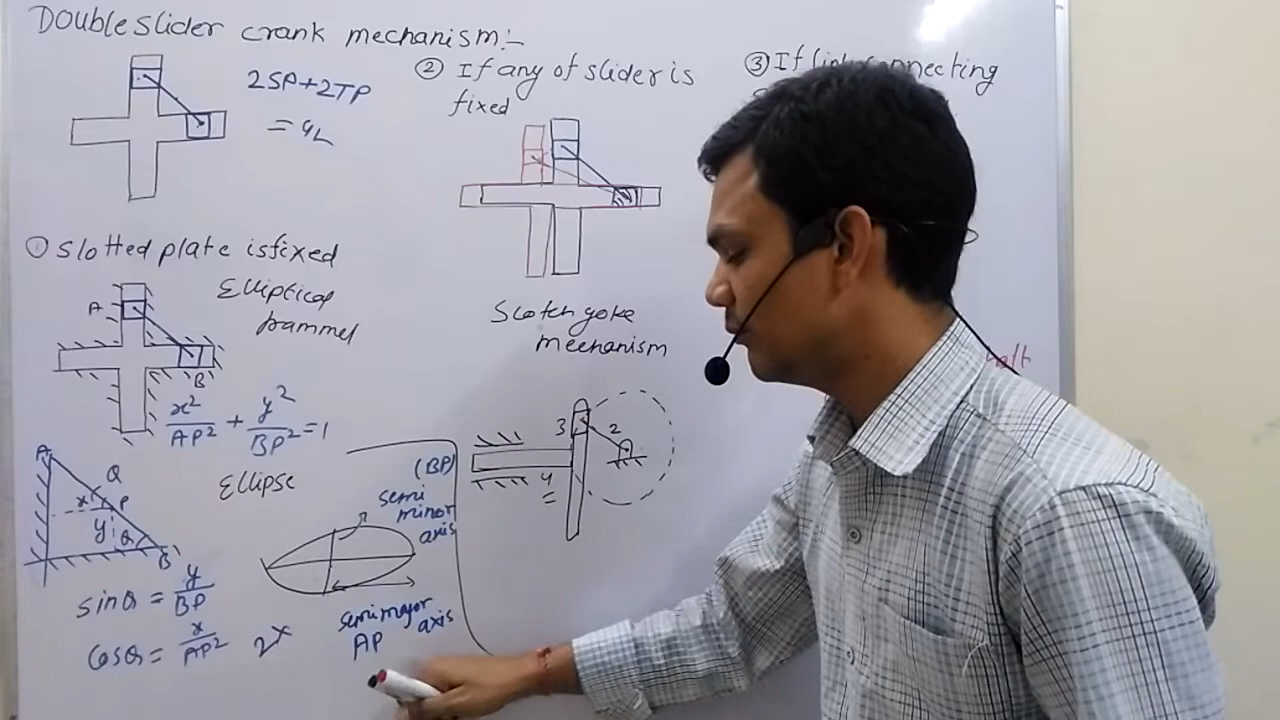 Double slider crank mechanism:-
2SP+2TP
= 4L
① Slotted plate is fixed
Elliptical
trammel
A
B
x²/AP² + y²/BP² = 1
Ellipse
A
Q
x
P
y
θ
B
sinθ = y/BP
cosθ = x/AP²
(BP)
semi
minor
axis
semi major
axis
AP
② If any of slider is
fixed
Scotch yoke
mechanism
3
2
4
③ If link connecting